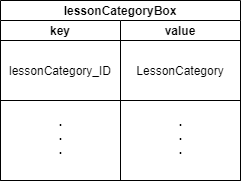 lessonCategoryBox
key value
lessonCategory_ID LessonCategory
. .
. .
. .